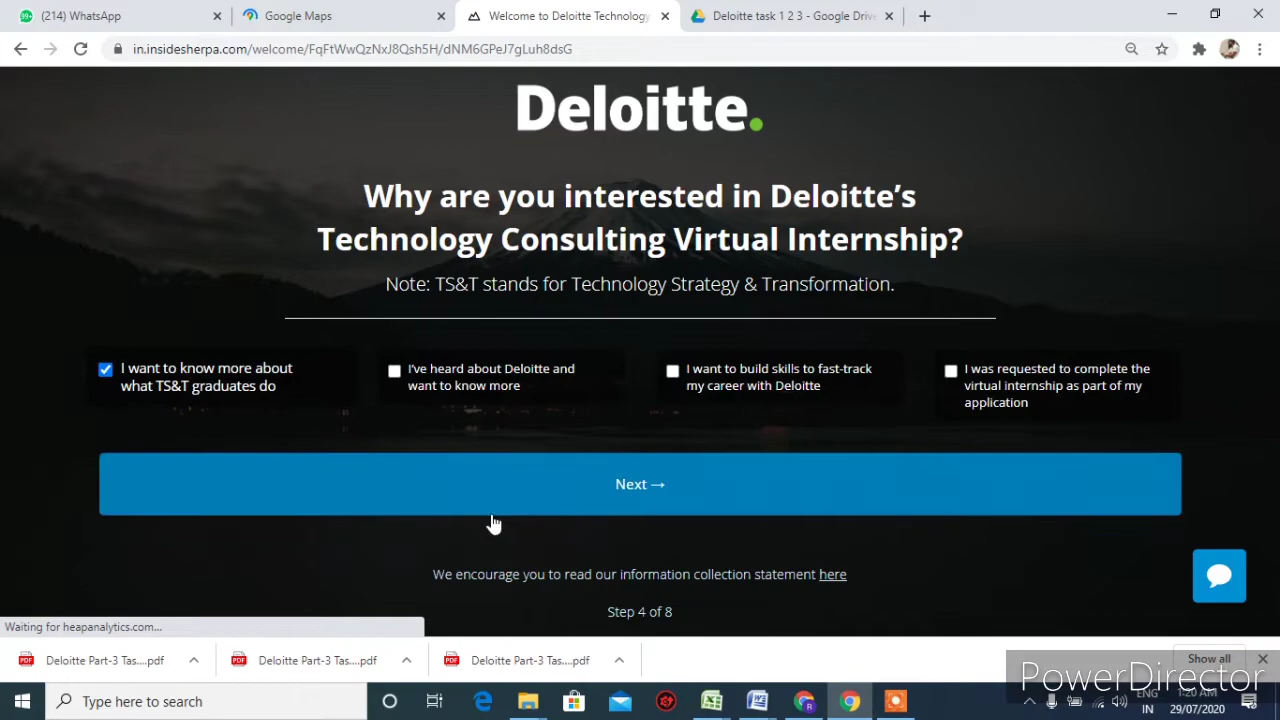 99+
(214) WhatsApp
Google Maps
Welcome to Deloitte Technology
Deloitte task 1 2 3 - Google Drive
in.insidesherpa.com/welcome/FqFtWwQzNxJ8Qsh5H/dNM6GPeJ7gLuh8dsG
Deloitte.
Why are you interested in Deloitte's
Technology Consulting Virtual Internship?
Note: TS&T stands for Technology Strategy & Transformation.
I want to know more about
what TS&T graduates do
I've heard about Deloitte and
want to know more
I want to build skills to fast-track
my career with Deloitte
I was requested to complete the
virtual internship as part of my
application
Next →
We encourage you to read our information collection statement here
Step 4 of 8
Waiting for heapanalytics.com...
Deloitte Part-3 Tas....pdf
Deloitte Part-3 Tas....pdf
Deloitte Part-3 Tas....pdf
Show all
PowerDirector
Type here to search
ENG
IN
1:20 AM
29/07/2020